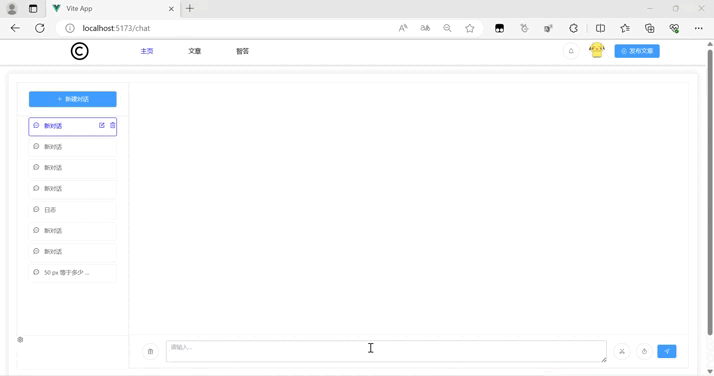 Vite App
localhost:5173/chat
主页 文章 智答 发布文章
+ 新建对话
新对话
新对话
新对话
新对话
日志
新对话
新对话
50 px 等于多少 ...
请输入...